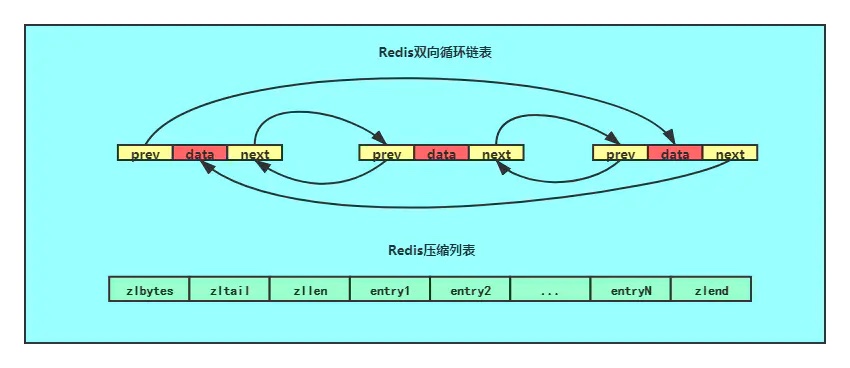 Redis双向循环链表
prev data next prev data next prev data next
Redis压缩列表
zlbytes zltail zllen entry1 entry2 ... entryN zlend